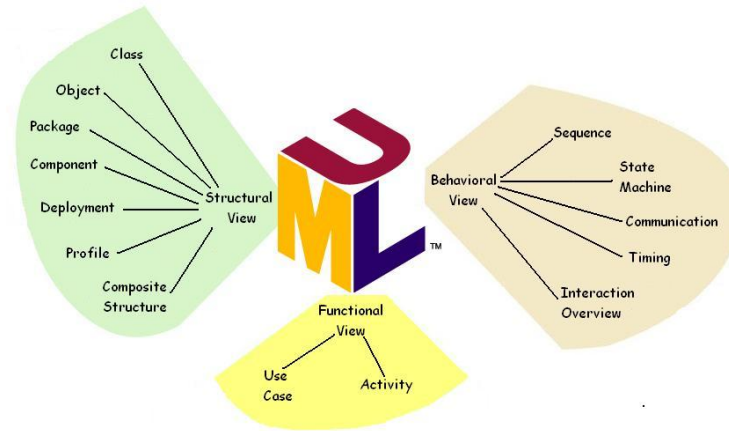 Class
Object
Package
Component
Deployment
Profile
Composite
Structure
Structural
View
UML
TM
Behavioral
View
Sequence
State
Machine
Communication
Timing
Interaction
Overview
Functional
View
Use
Case
Activity